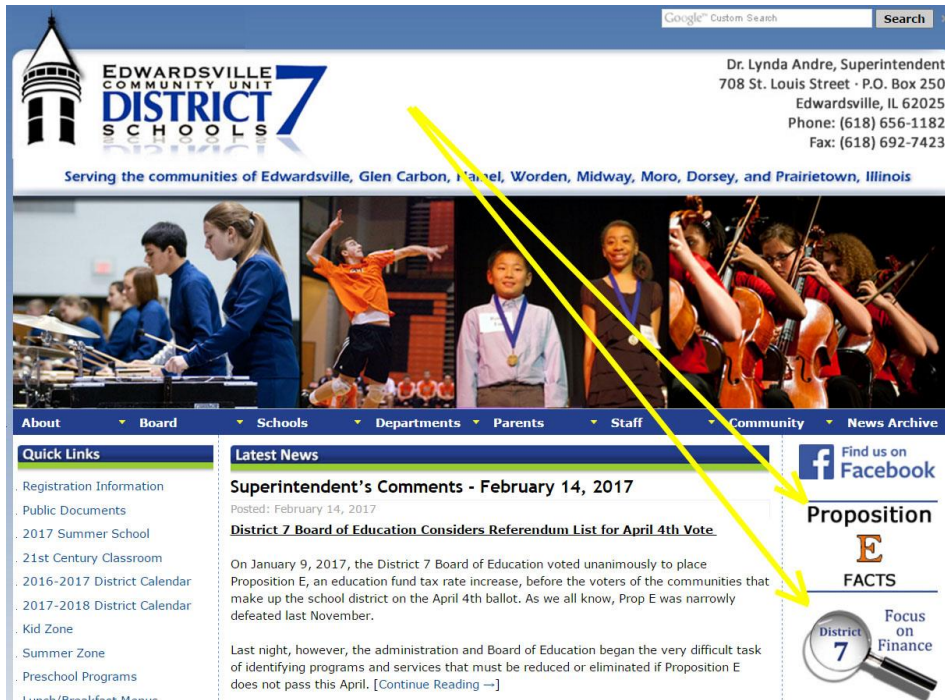 Google™ Custom Search
Search
EDWARDSVILLE
COMMUNITY UNIT
DISTRICT 7
SCHOOLS
Dr. Lynda Andre, Superintendent
708 St. Louis Street · P.O. Box 250
Edwardsville, IL 62025
Phone: (618) 656-1182
Fax: (618) 692-7423
Serving the communities of Edwardsville, Glen Carbon, Hamel, Worden, Midway, Moro, Dorsey, and Prairietown, Illinois
About Board Schools Departments Parents Staff Community News Archive
Quick Links
Registration Information
Public Documents
2017 Summer School
21st Century Classroom
2016-2017 District Calendar
2017-2018 District Calendar
Kid Zone
Summer Zone
Preschool Programs
Lunch/Breakfast Menus
Latest News
Superintendent's Comments - February 14, 2017
Posted: February 14, 2017
District 7 Board of Education Considers Referendum List for April 4th Vote
On January 9, 2017, the District 7 Board of Education voted unanimously to place
Proposition E, an education fund tax rate increase, before the voters of the communities that
make up the school district on the April 4th ballot. As we all know, Prop E was narrowly
defeated last November.
Last night, however, the administration and Board of Education began the very difficult task
of identifying programs and services that must be reduced or eliminated if Proposition E
does not pass this April. [Continue Reading →]
Find us on
Facebook
Proposition
E
FACTS
District
7
Focus
on
Finance